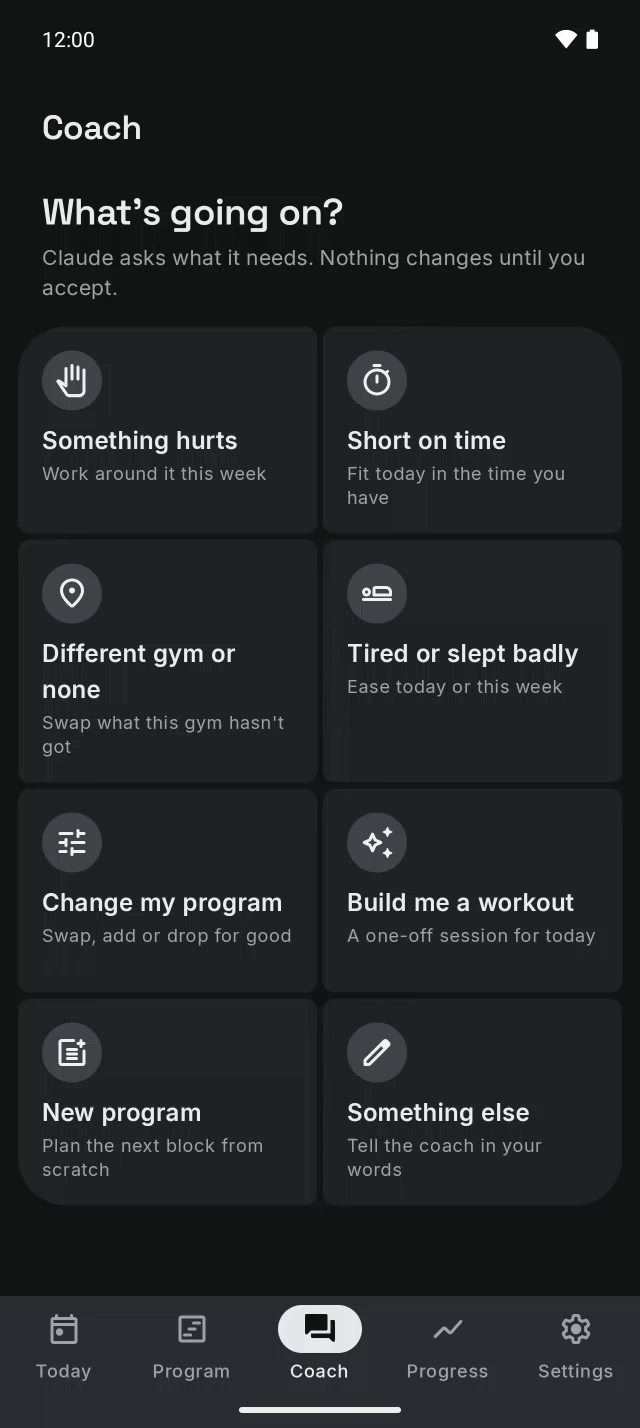 12:00
Coach
What's going on?
Claude asks what it needs. Nothing changes until you
accept.
Something hurts
Work around it this week
Short on time
Fit today in the time you
have
Different gym or
none
Swap what this gym hasn't
got
Tired or slept badly
Ease today or this week
Change my program
Swap, add or drop for good
Build me a workout
A one-off session for today
New program
Plan the next block from
scratch
Something else
Tell the coach in your
words
Today
Program
Coach
Progress
Settings